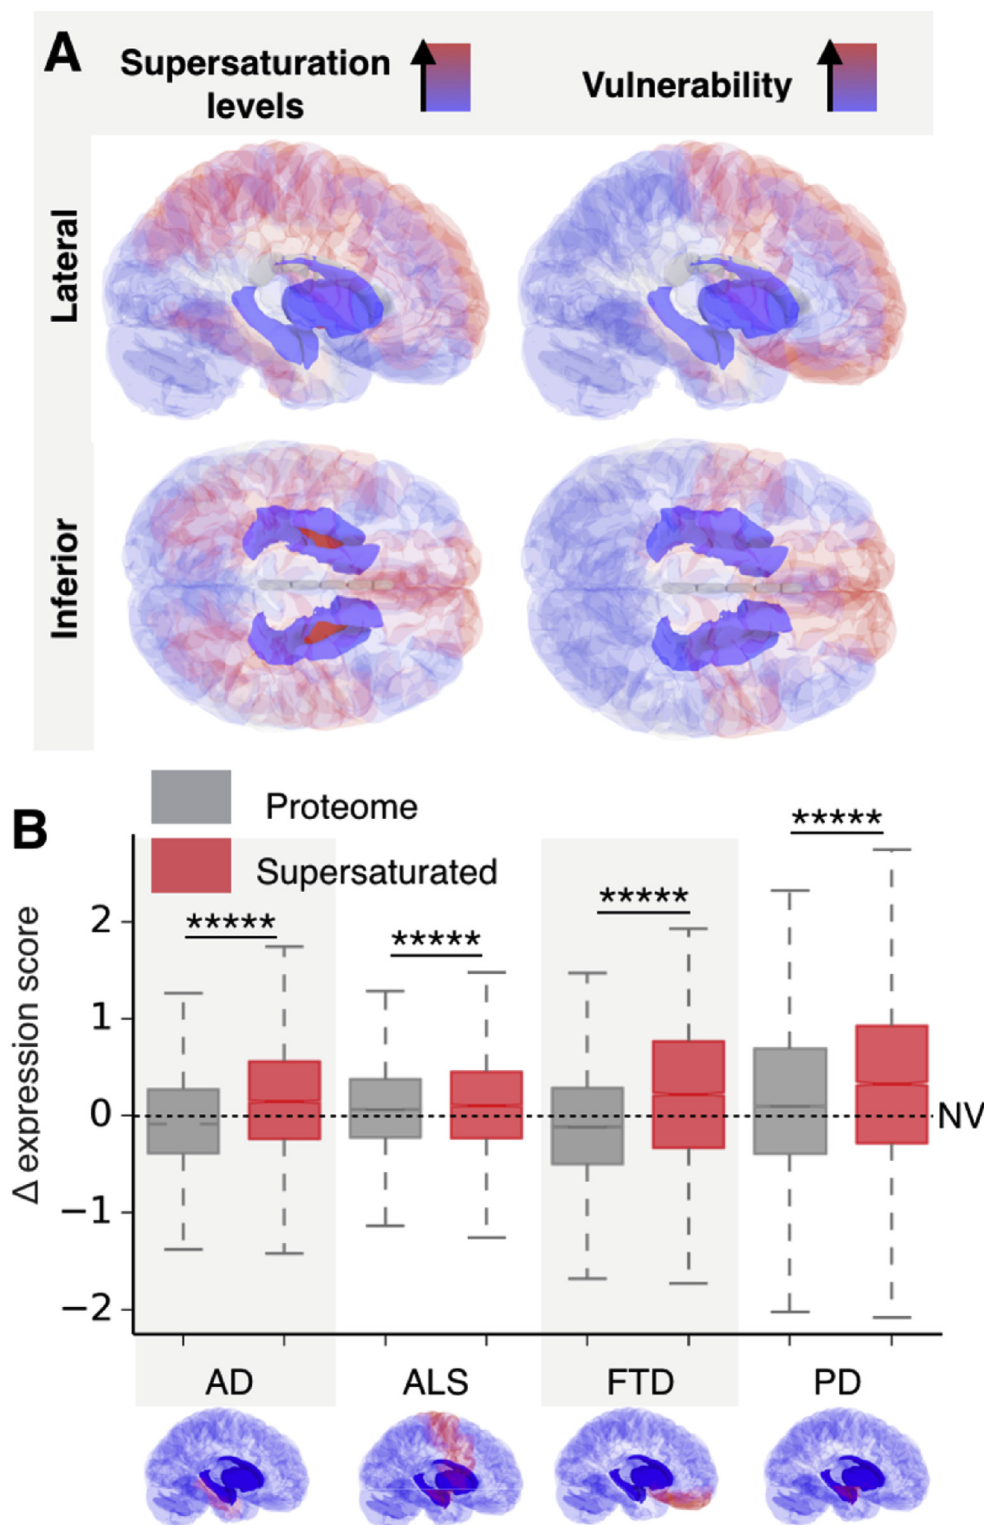 A
Supersaturation
levels
Vulnerability
Lateral
Inferior
B
Proteome
Supersaturated
Δ expression score
2
1
0
−1
−2
*****
*****
*****
*****
NV
AD
ALS
FTD
PD